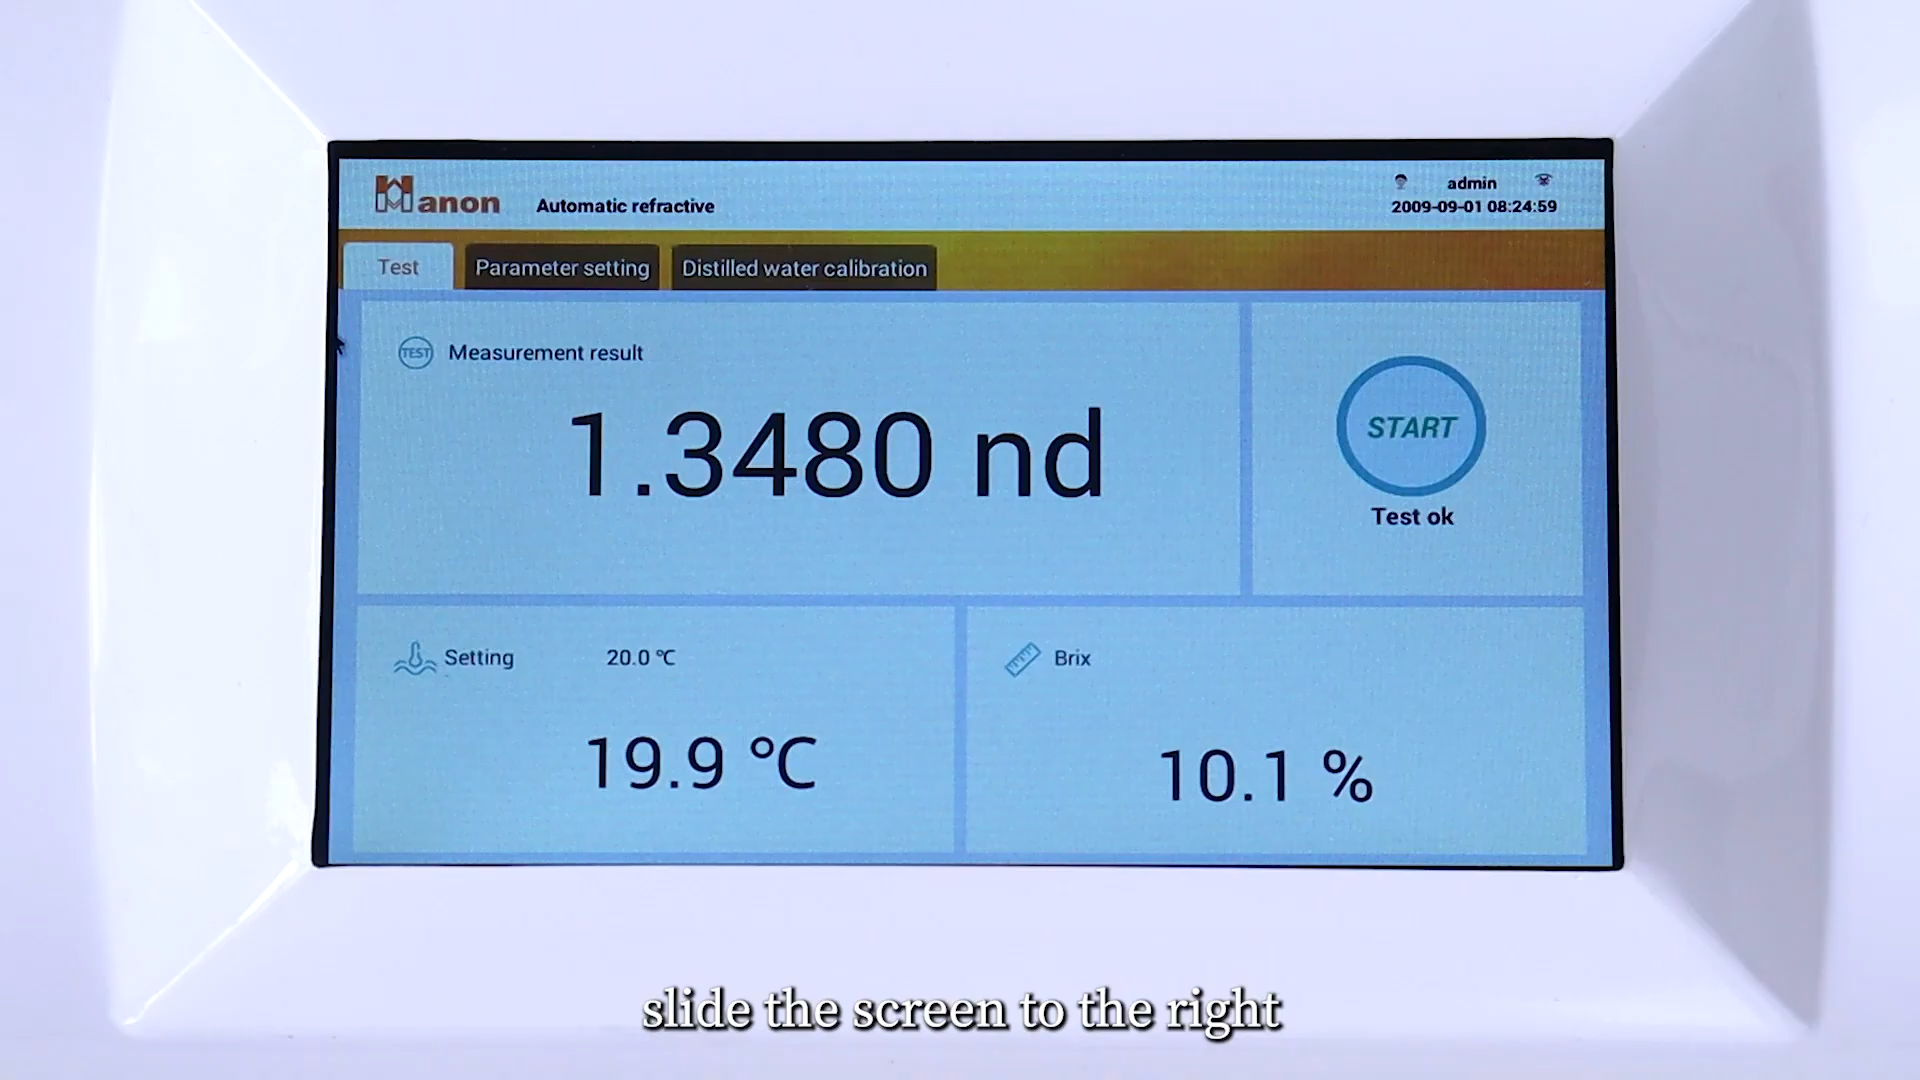 Hanon
Automatic refractive
admin
2009-09-01 08:24:59
Test
Parameter setting
Distilled water calibration
TEST
Measurement result
1.3480 nd
START
Test ok
Setting
20.0 ℃
19.9 ℃
Brix
10.1 %
slide the screen to the right